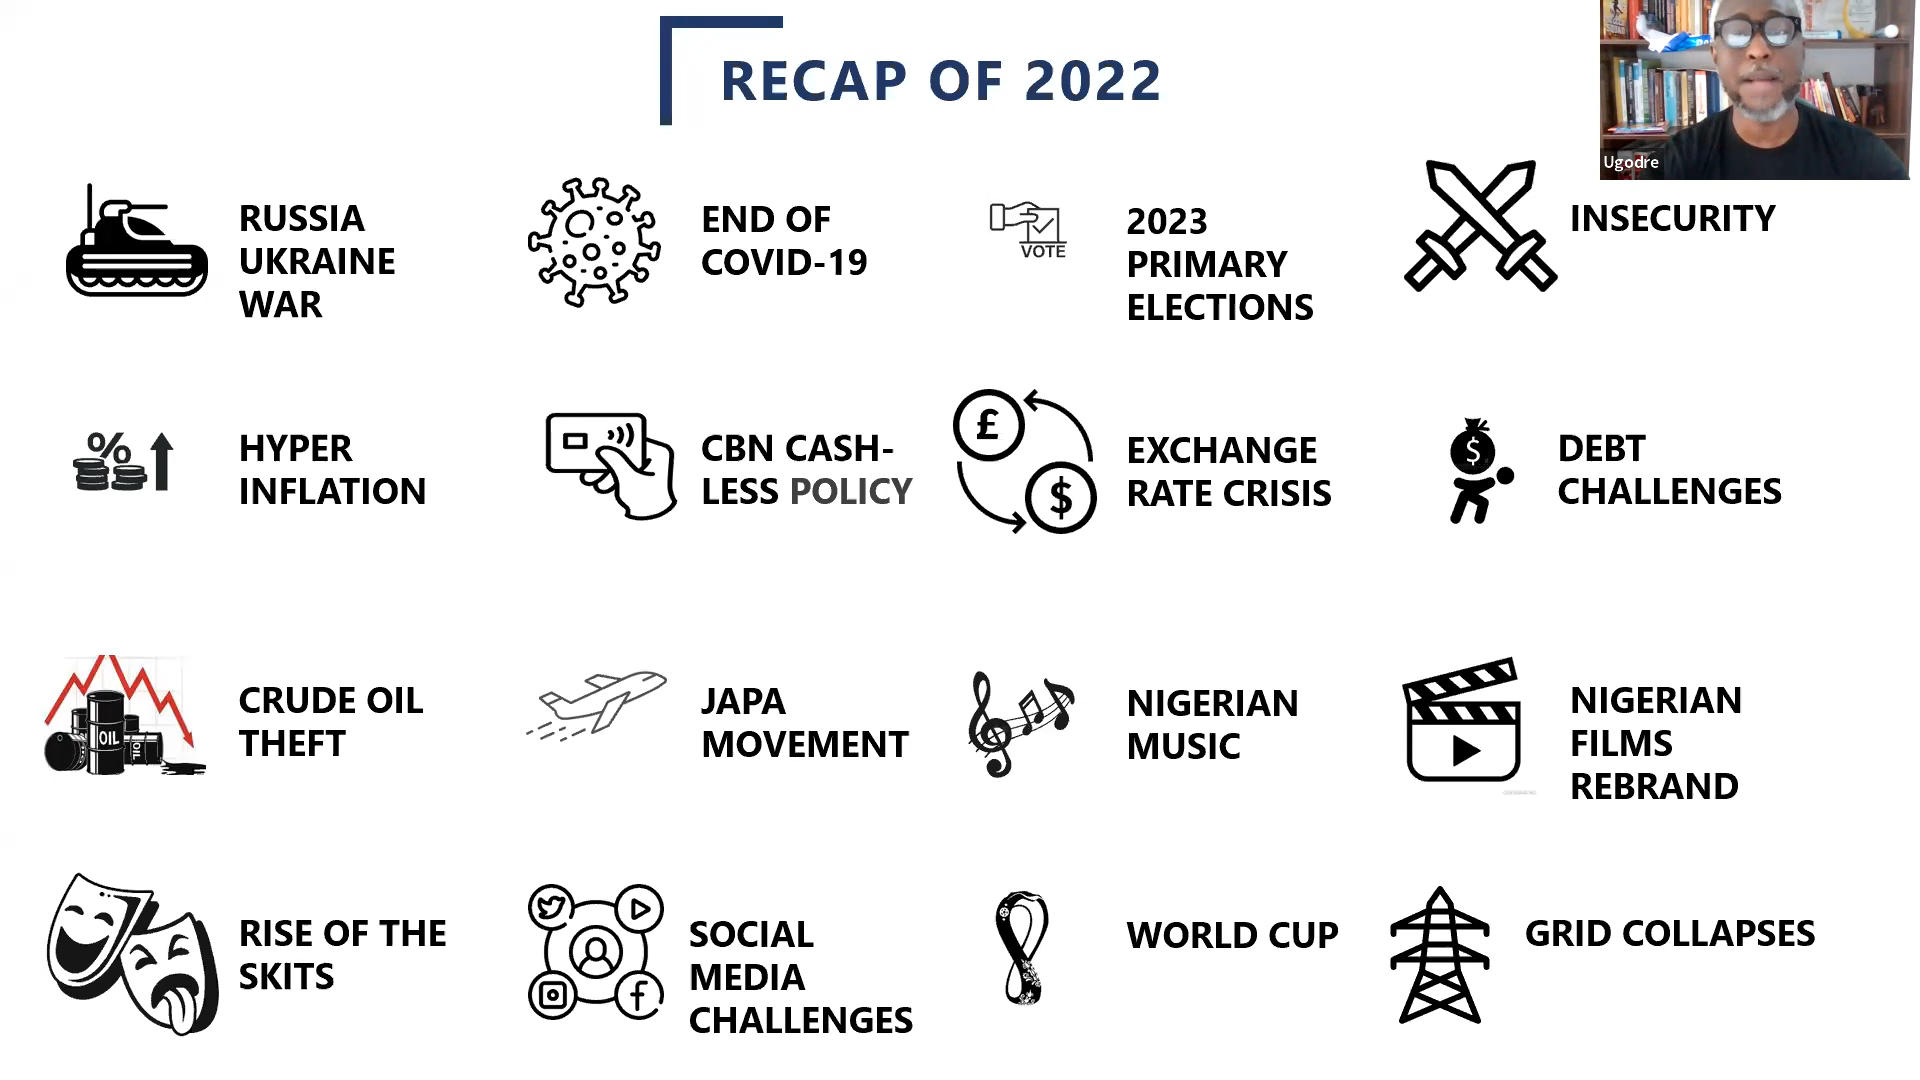 RECAP OF 2022
Ugodre
RUSSIA
UKRAINE
WAR
END OF
COVID-19
VOTE
2023
PRIMARY
ELECTIONS
INSECURITY
%
HYPER
INFLATION
CBN CASH-
LESS POLICY
£
$
EXCHANGE
RATE CRISIS
$
DEBT
CHALLENGES
OIL
OIL
CRUDE OIL
THEFT
JAPA
MOVEMENT
NIGERIAN
MUSIC
NIGERIAN
FILMS
REBRAND
RISE OF THE
SKITS
SOCIAL
MEDIA
CHALLENGES
WORLD CUP
GRID COLLAPSES